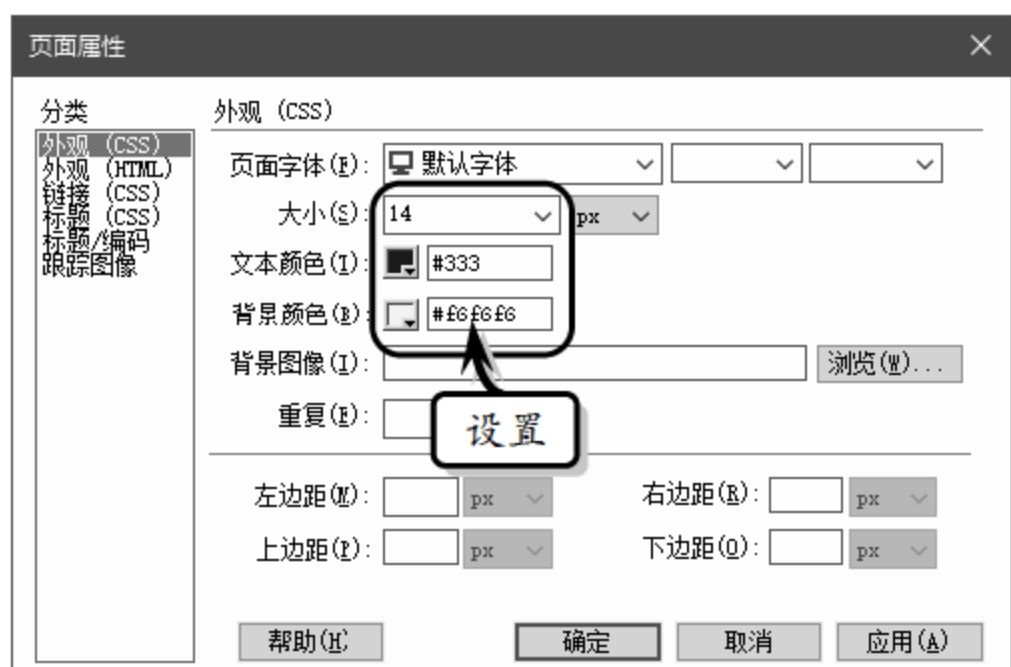 页面属性
分类
外观 (CSS)
外观 (HTML)
链接 (CSS)
标题 (CSS)
标题/编码
跟踪图像
外观 (CSS)
页面字体(F): 默认字体
大小(S): 14 px
文本颜色(T): #333
背景颜色(B): #f6f6f6
背景图像(I): 浏览(W)...
重复(E):
设置
左边距(M): px 右边距(R): px
上边距(P): px 下边距(O): px
帮助(H) 确定 取消 应用(A)